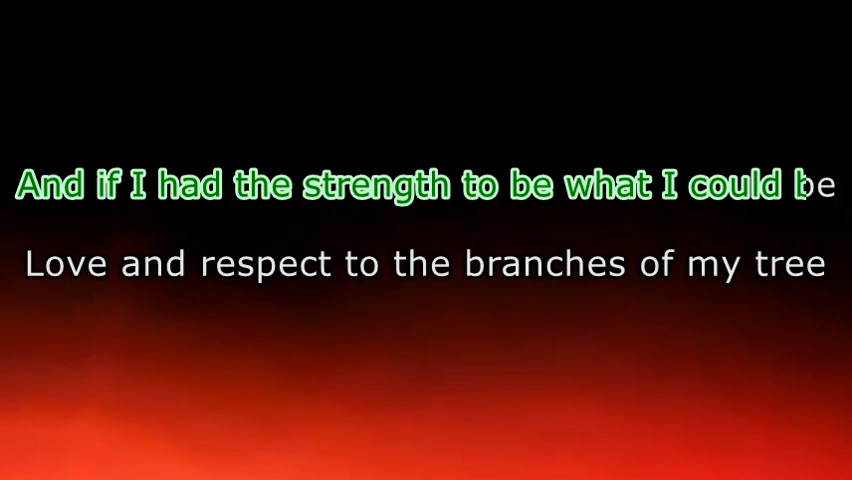 And if I had the strength to be what I could be
Love and respect to the branches of my tree